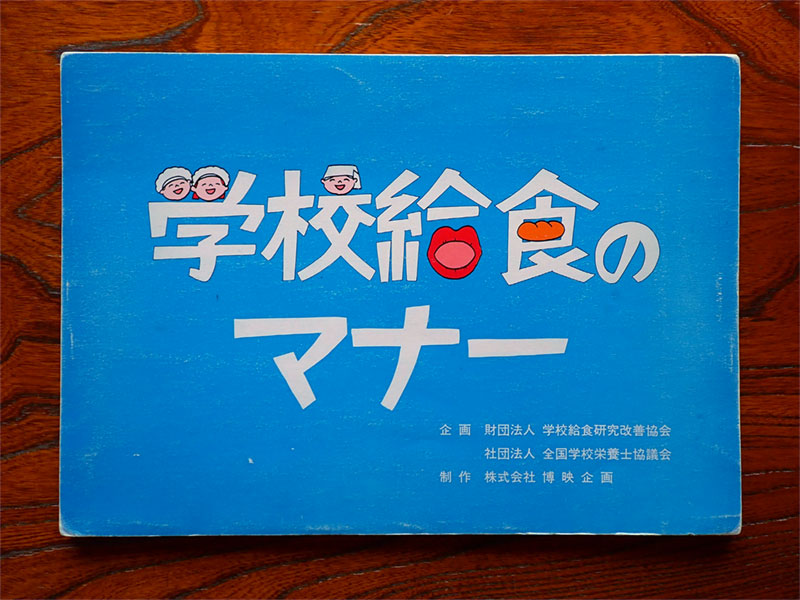 学校給食の
マナー
企画 財団法人 学校給食研究改善協会
社団法人 全国学校栄養士協議会
制作 株式会社 博映企画